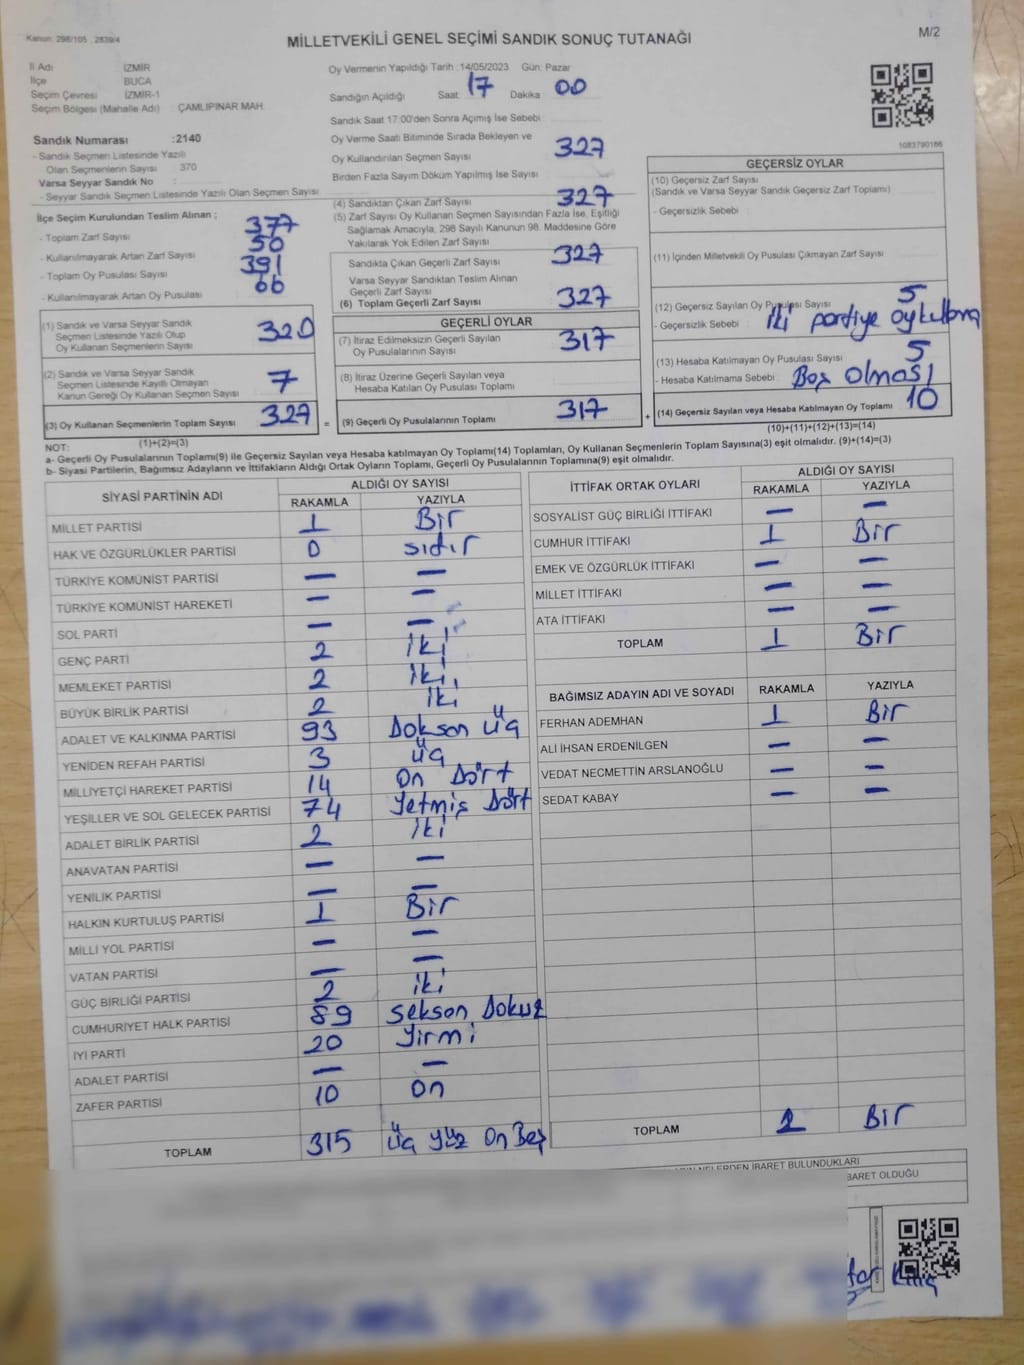 Kanun: 298/105 , 2839/4
M/2
MİLLETVEKİLİ GENEL SEÇİMİ SANDIK SONUÇ TUTANAĞI
İl Adı İZMİR
İlçe BUCA
Seçim Çevresi İZMİR-1
Seçim Bölgesi (Mahalle Adı) ÇAMLIPINAR MAH.
Sandık Numarası :2140
- Sandık Seçmen Listesinde Yazılı
Olan Seçmenlerin Sayısı 370
Varsa Seyyar Sandık No :
- Seyyar Sandık Seçmen Listesinde Yazılı Olan Seçmen Sayısı
İlçe Seçim Kurulundan Teslim Alınan ;
- Toplam Zarf Sayısı 377
- Kullanılmayarak Artan Zarf Sayısı 50
- Toplam Oy Pusulası Sayısı 391
- Kullanılmayarak Artan Oy Pusulası 66
(1) Sandık ve Varsa Seyyar Sandık
Seçmen Listesinde Yazılı Olup
Oy Kullanan Seçmenlerin Sayısı 320
(2) Sandık ve Varsa Seyyar Sandık
Seçmen Listesinde Kayıtlı Olmayan
Kanun Gereği Oy Kullanan Seçmen Sayısı 7
(3) Oy Kullanan Seçmenlerin Toplam Sayısı 327
(1)+(2)=(3)
Oy Vermenin Yapıldığı Tarih :14/05/2023 Gün: Pazar
Sandığın Açıldığı Saat: 17 Dakika 00
Sandık Saat 17:00'den Sonra Açımış İse Sebebi :
Oy Verme Saati Bitiminde Sırada Bekleyen ve
Oy Kullandırılan Seçmen Sayısı 327
Birden Fazla Sayım Döküm Yapılmış İse Sayısı
(4) Sandıktan Çıkan Zarf Sayısı 327
(5) Zarf Sayısı Oy Kullanan Seçmen Sayısından Fazla İse, Eşitliği
Sağlamak Amacıyla, 298 Sayılı Kanunun 98. Maddesine Göre
Yakılarak Yok Edilen Zarf Sayısı
Sandıkta Çıkan Geçerli Zarf Sayısı 327
Varsa Seyyar Sandıktan Teslim Alınan
Geçerli Zarf Sayısı
(6) Toplam Geçerli Zarf Sayısı 327
GEÇERLİ OYLAR
(7) İtiraz Edilmeksizin Geçerli Sayılan
Oy Pusulalarının Sayısı 317
(8) İtiraz Üzerine Geçerli Sayılan veya
Hesaba Katılan Oy Pusulası Toplamı
= (9) Geçerli Oy Pusulalarının Toplamı 317 +
1083790166
GEÇERSİZ OYLAR
(10) Geçersiz Zarf Sayısı
(Sandık ve Varsa Seyyar Sandık Geçersiz Zarf Toplamı)
- Geçersizlik Sebebi :
(11) İçinden Milletvekili Oy Pusulası Çıkmayan Zarf Sayısı
(12) Geçersiz Sayılan Oy Pusulası Sayısı 5
- Geçersizlik Sebebi : İki partiye oy kullanma
(13) Hesaba Katılmayan Oy Pusulası Sayısı 5
- Hesaba Katılmama Sebebi : Boş olması
(14) Geçersiz Sayılan veya Hesaba Katılmayan Oy Toplamı 10
(10)+(11)+(12)+(13)=(14)
NOT:
a- Geçerli Oy Pusulalarının Toplamı(9) ile Geçersiz Sayılan veya Hesaba katılmayan Oy Toplamı(14) Toplamları, Oy Kullanan Seçmenlerin Toplam Sayısına(3) eşit olmalıdır. (9)+(14)=(3)
b- Siyasi Partilerin, Bağımsız Adayların ve İttifakların Aldığı Ortak Oyların Toplamı, Geçerli Oy Pusulalarının Toplamına(9) eşit olmalıdır.
SİYASİ PARTİNİN ADI ALDIĞI OY SAYISI
RAKAMLA YAZIYLA
MİLLET PARTİSİ 1 Bir
HAK VE ÖZGÜRLÜKLER PARTİSİ 0 sıfır
TÜRKİYE KOMÜNİST PARTİSİ — —
TÜRKİYE KOMÜNİST HAREKETİ — —
SOL PARTİ — —
GENÇ PARTİ 2 iki
MEMLEKET PARTİSİ 2 iki
BÜYÜK BİRLİK PARTİSİ 2 iki
ADALET VE KALKINMA PARTİSİ 93 Dokson üç
YENİDEN REFAH PARTİSİ 3 üç
MİLLİYETÇİ HAREKET PARTİSİ 14 on Dört
YEŞİLLER VE SOL GELECEK PARTİSİ 74 Yetmiş Dört
ADALET BİRLİK PARTİSİ 2 iki
ANAVATAN PARTİSİ — —
YENİLİK PARTİSİ — —
HALKIN KURTULUŞ PARTİSİ 1 Bir
MİLLİ YOL PARTİSİ — —
VATAN PARTİSİ — —
GÜÇ BİRLİĞİ PARTİSİ 2 iki
CUMHURİYET HALK PARTİSİ 89 Sekson Dokuz
İYİ PARTİ 20 Yirmi
ADALET PARTİSİ — —
ZAFER PARTİSİ 10 on
TOPLAM 315 üç yüz on Beş
İTTİFAK ORTAK OYLARI ALDIĞI OY SAYISI
RAKAMLA YAZIYLA
SOSYALİST GÜÇ BİRLİĞİ İTTİFAKI — —
CUMHUR İTTİFAKI 1 Bir
EMEK VE ÖZGÜRLÜK İTTİFAKI — —
MİLLET İTTİFAKI — —
ATA İTTİFAKI — —
TOPLAM 1 Bir
BAĞIMSIZ ADAYIN ADI VE SOYADI RAKAMLA YAZIYLA
FERHAN ADEMHAN 1 Bir
ALİ İHSAN ERDENİLGEN — —
VEDAT NECMETTİN ARSLANOĞLU — —
SEDAT KABAY — —
TOPLAM 1 Bir
NELERDEN İBARET BULUNDUKLARI
BARET OLDUĞU